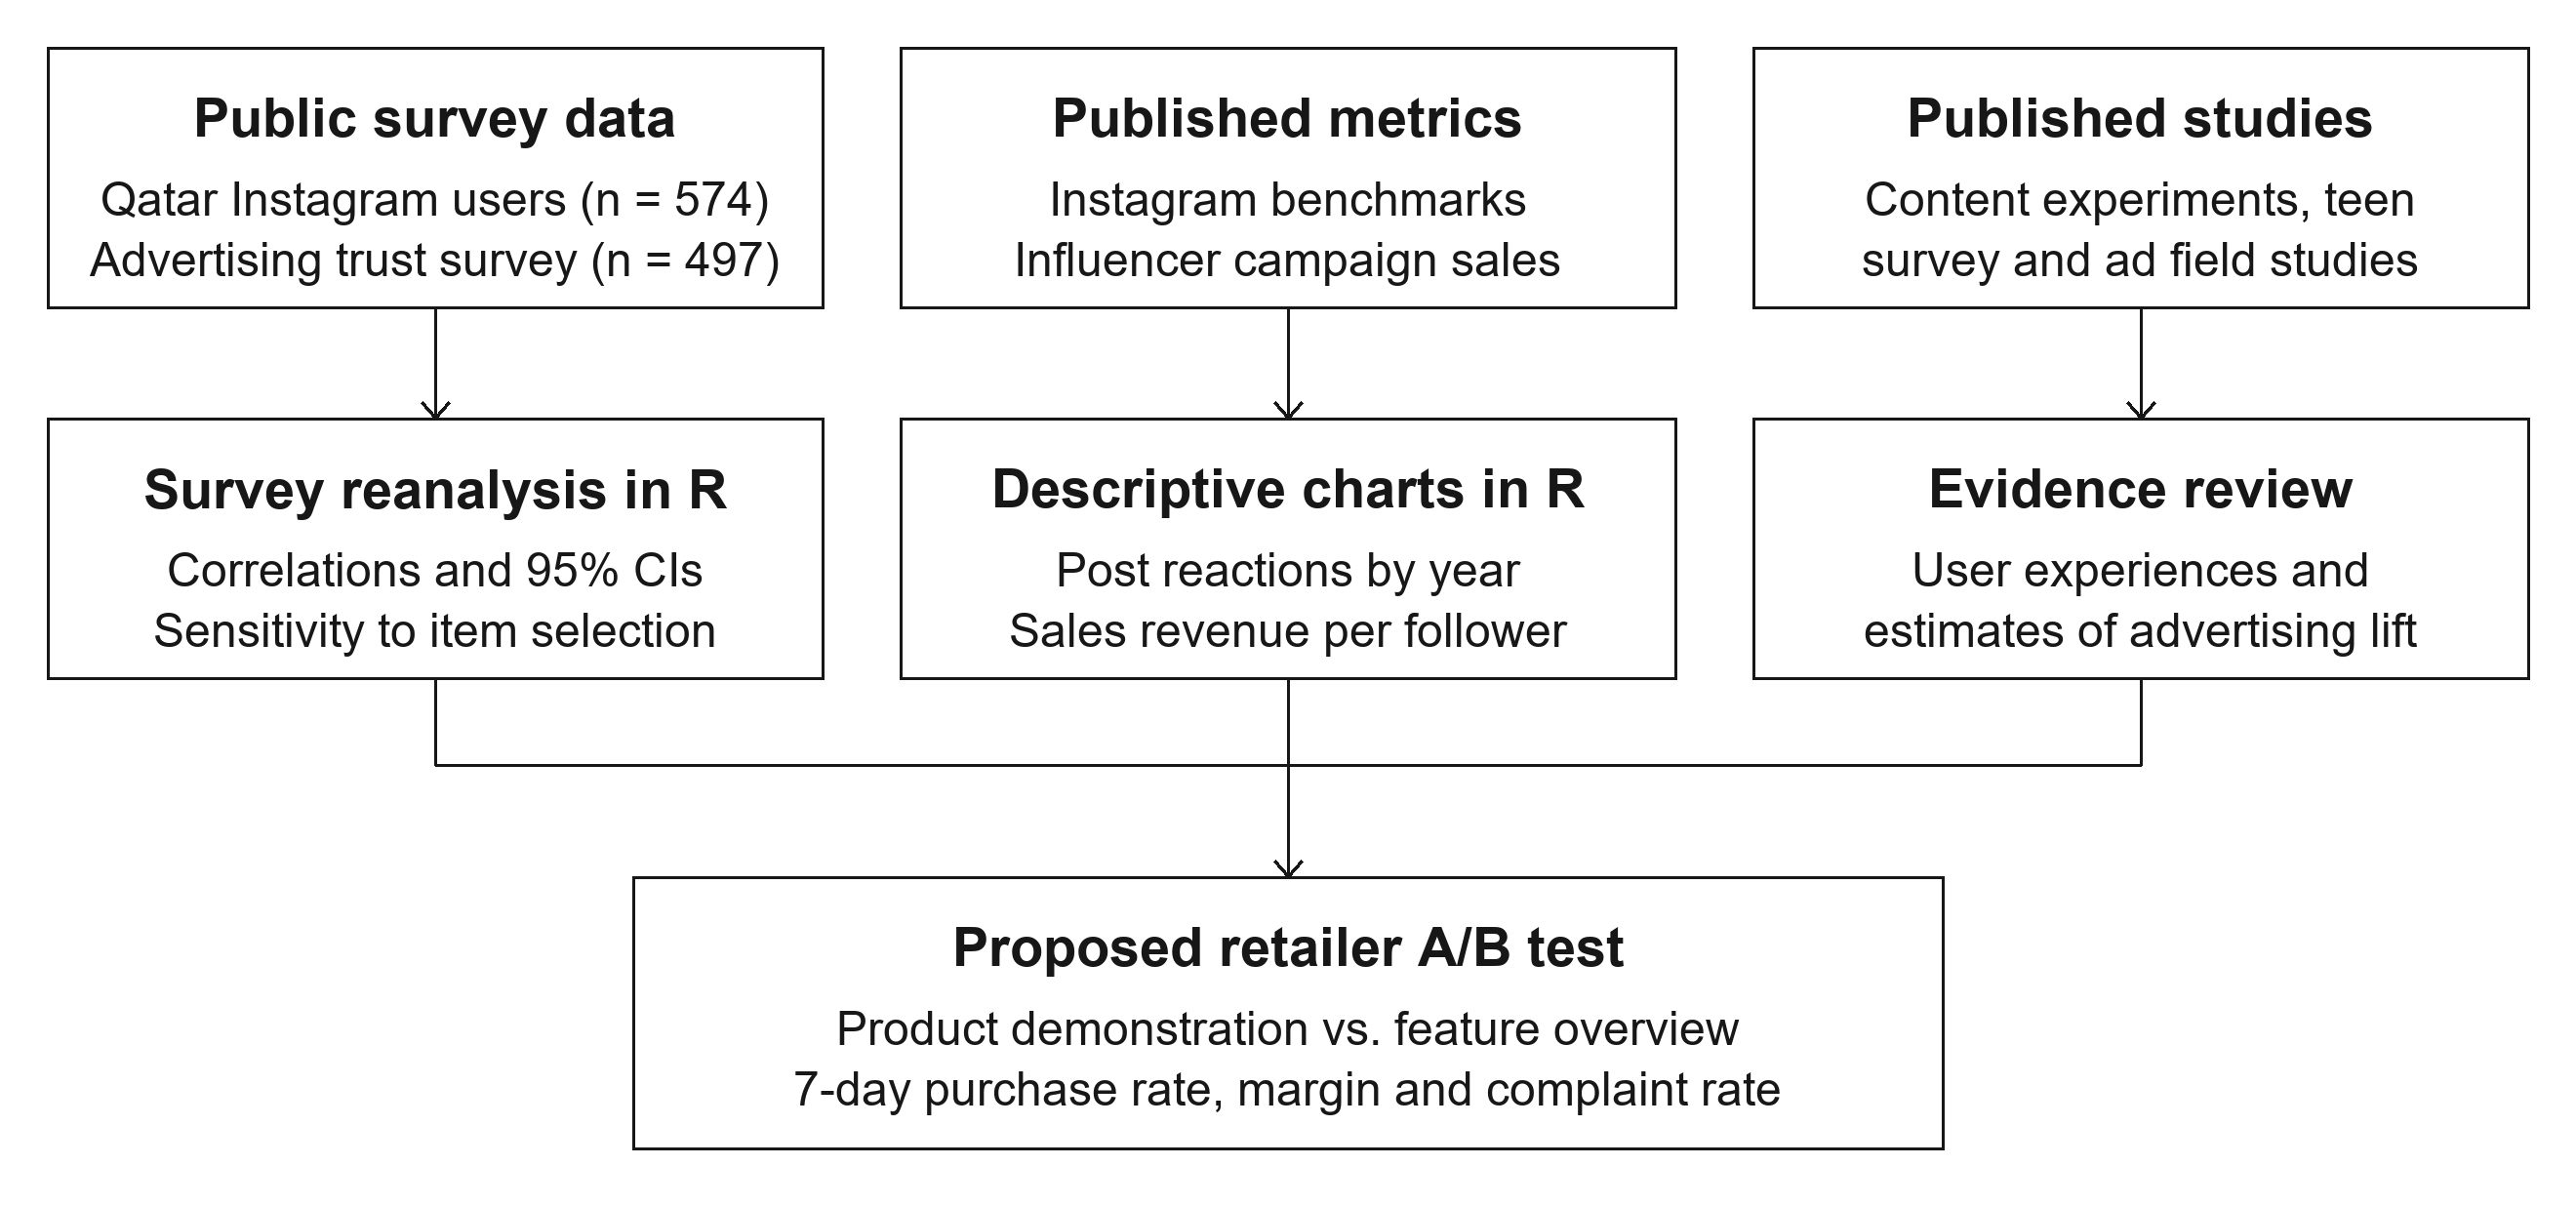 Public survey data
Qatar Instagram users (n = 574)
Advertising trust survey (n = 497)
Published metrics
Instagram benchmarks
Influencer campaign sales
Published studies
Content experiments, teen
survey and ad field studies
Survey reanalysis in R
Correlations and 95% CIs
Sensitivity to item selection
Descriptive charts in R
Post reactions by year
Sales revenue per follower
Evidence review
User experiences and
estimates of advertising lift
Proposed retailer A/B test
Product demonstration vs. feature overview
7-day purchase rate, margin and complaint rate